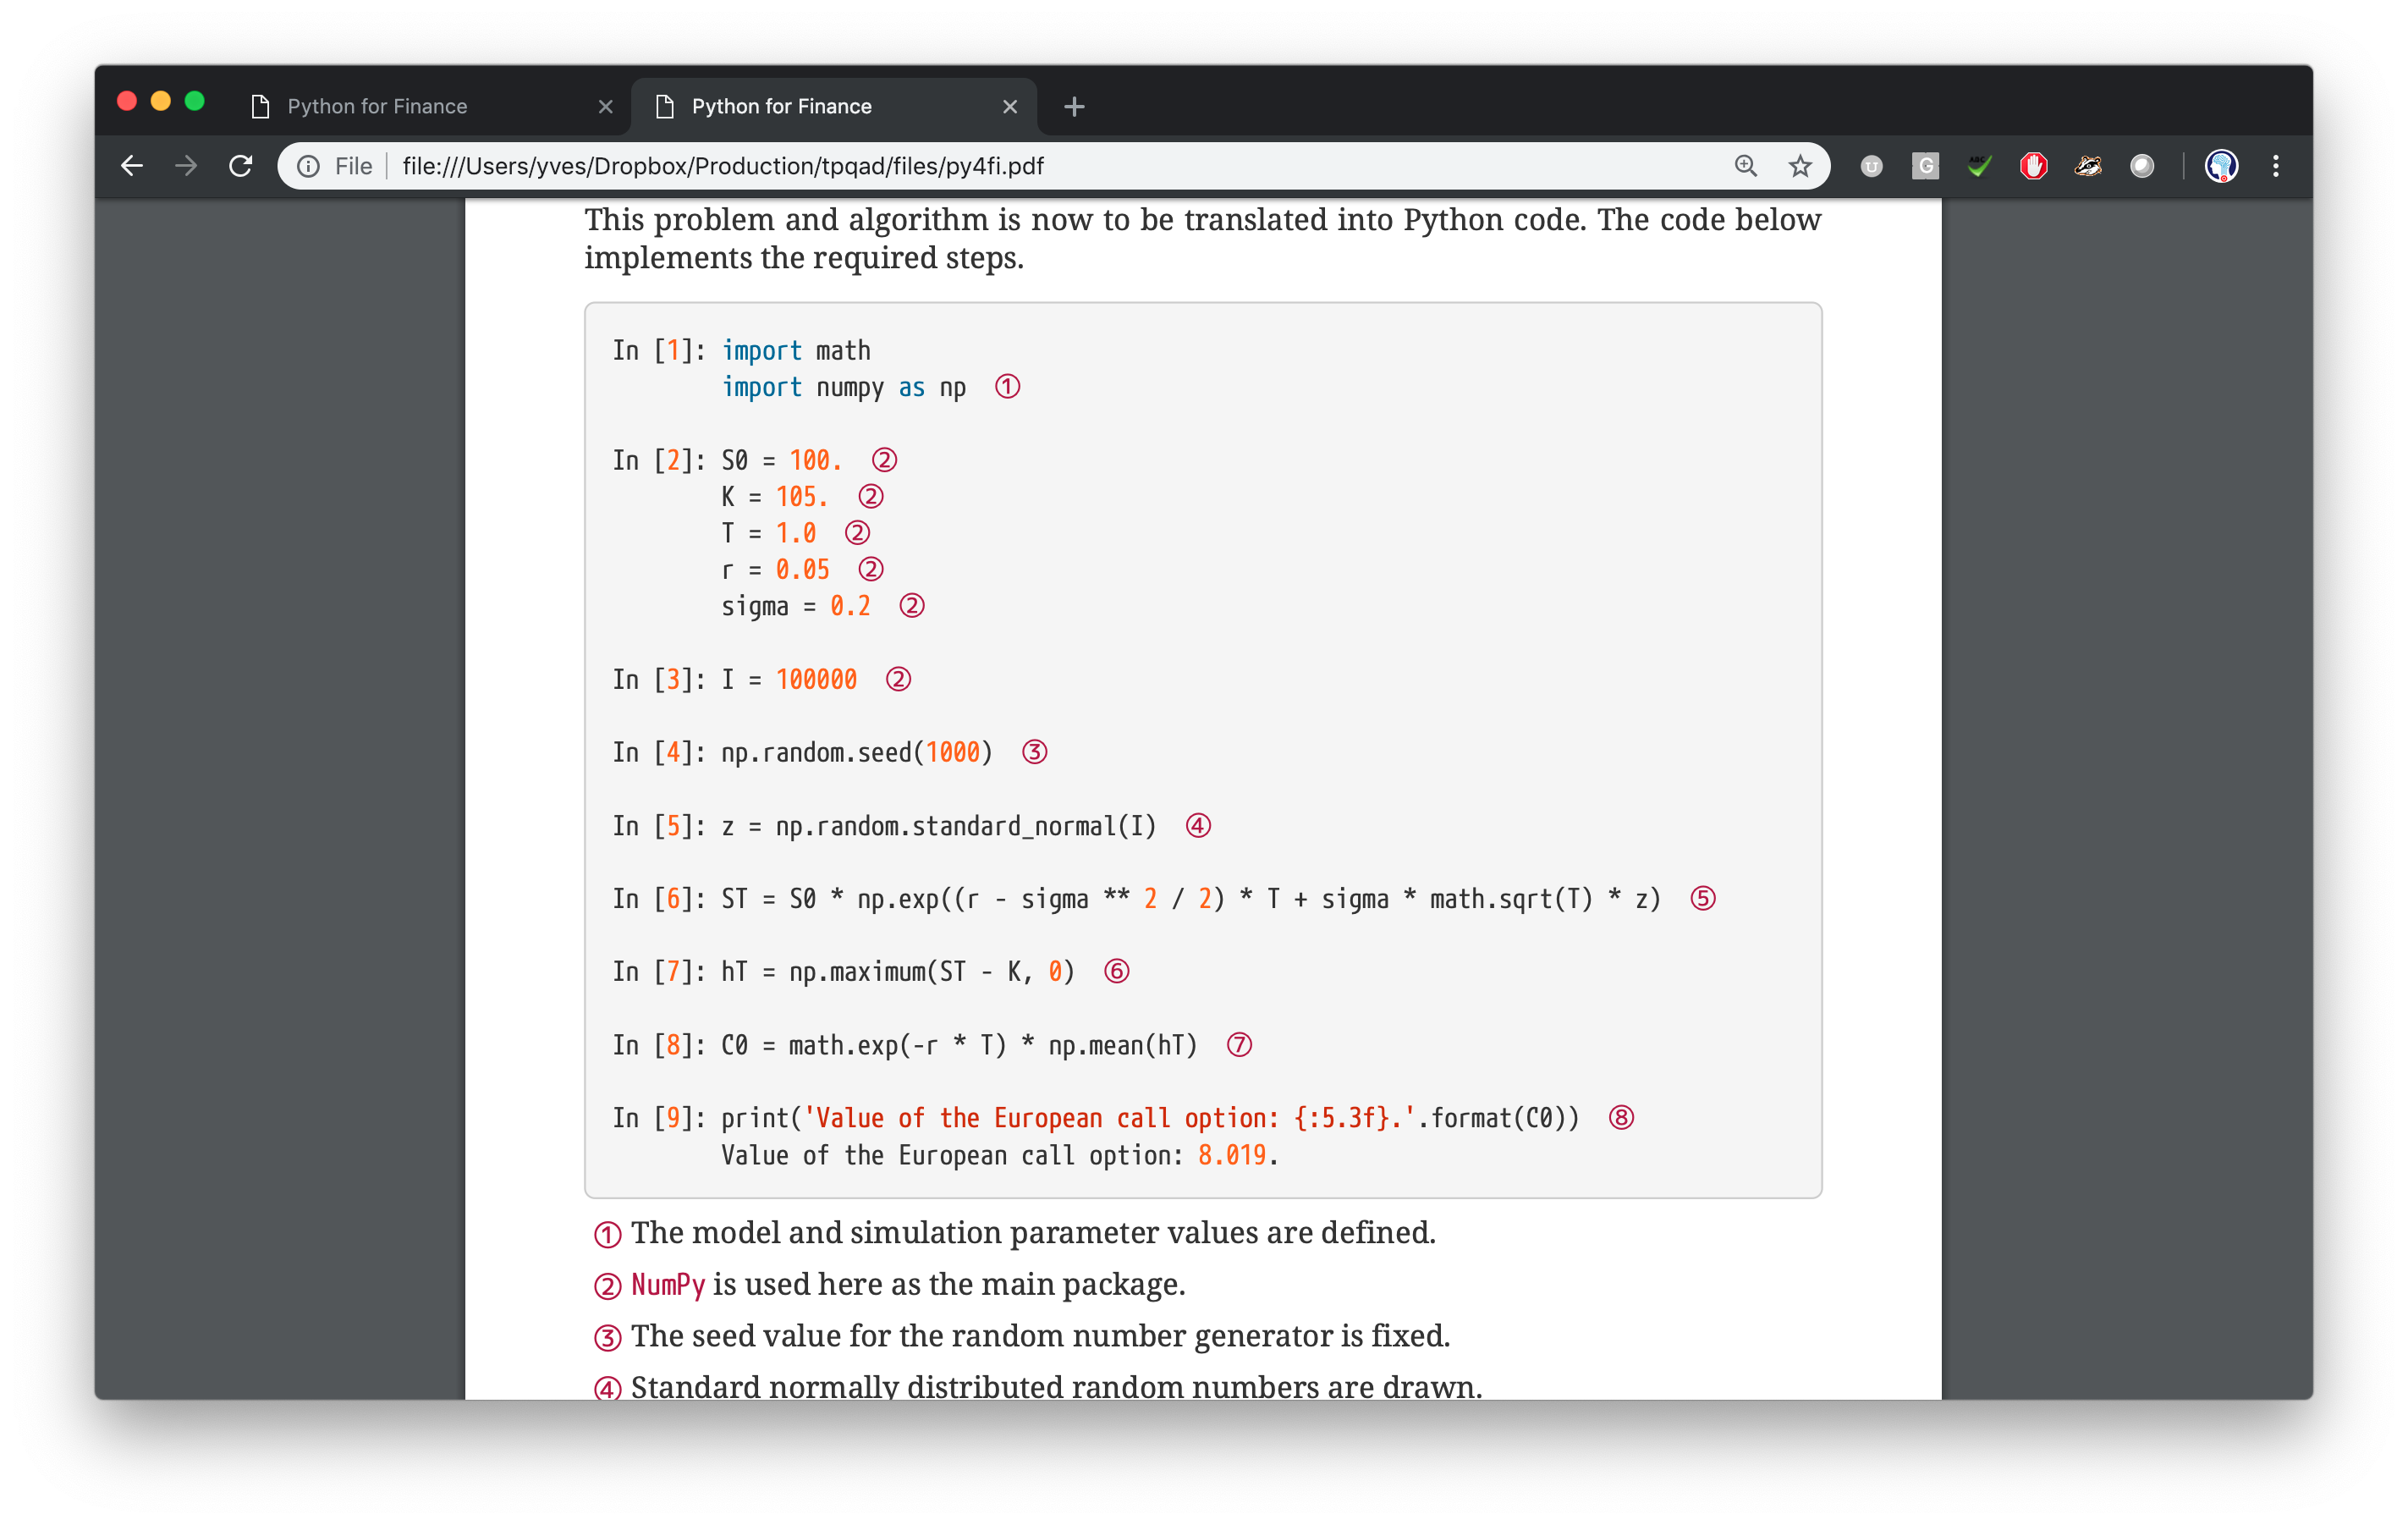 Python for Finance
Python for Finance
File file:///Users/yves/Dropbox/Production/tpqad/files/py4fi.pdf
This problem and algorithm is now to be translated into Python code. The code below
implements the required steps.
In [1]: import math
import numpy as np ①
In [2]: S0 = 100. ②
K = 105. ②
T = 1.0 ②
r = 0.05 ②
sigma = 0.2 ②
In [3]: I = 100000 ②
In [4]: np.random.seed(1000) ③
In [5]: z = np.random.standard_normal(I) ④
In [6]: ST = S0 * np.exp((r - sigma ** 2 / 2) * T + sigma * math.sqrt(T) * z) ⑤
In [7]: hT = np.maximum(ST - K, 0) ⑥
In [8]: C0 = math.exp(-r * T) * np.mean(hT) ⑦
In [9]: print('Value of the European call option: {:5.3f}.'.format(C0)) ⑧
Value of the European call option: 8.019.
① The model and simulation parameter values are defined.
② NumPy is used here as the main package.
③ The seed value for the random number generator is fixed.
④ Standard normally distributed random numbers are drawn.